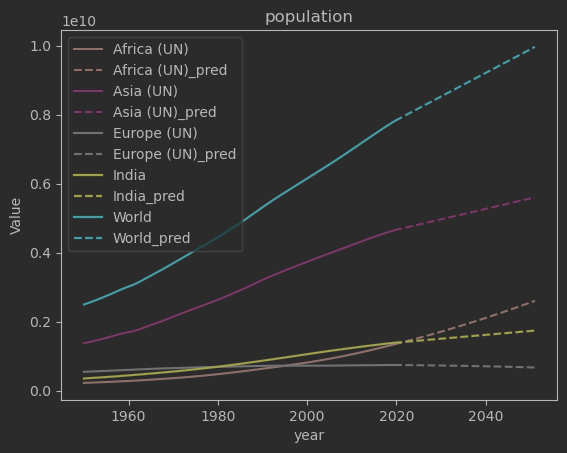 population
1e10
Africa (UN)
Africa (UN)_pred
Asia (UN)
Asia (UN)_pred
Europe (UN)
Europe (UN)_pred
India
India_pred
World
World_pred
1.0
0.8
0.6
0.4
0.2
0.0
Value
1960 1980 2000 2020 2040
year